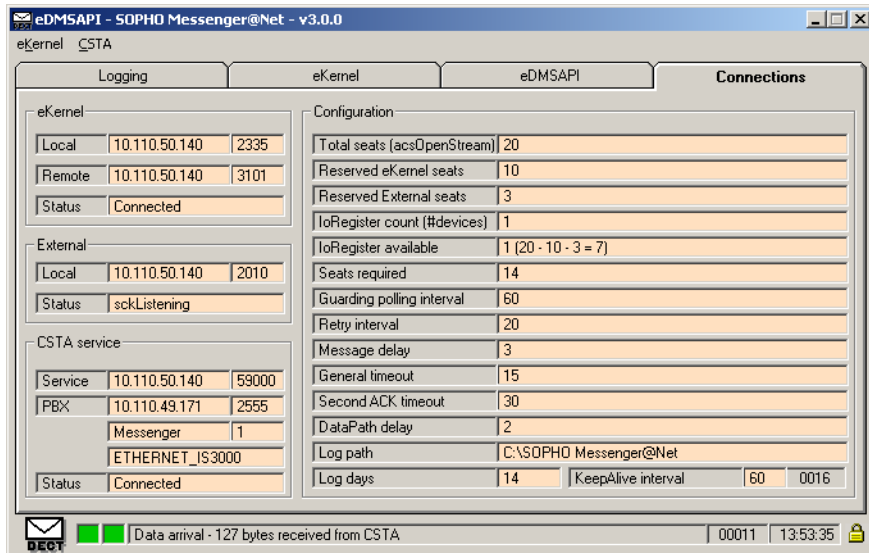 eDMSAPI - SOPHO Messenger@Net - v3.0.0
eKernel CSTA
Logging eKernel eDMSAPI Connections
eKernel
Local 10.110.50.140 2335
Remote 10.110.50.140 3101
Status Connected
External
Local 10.110.50.140 2010
Status sckListening
CSTA service
Service 10.110.50.140 59000
PBX 10.110.49.171 2555
Messenger 1
ETHERNET_IS3000
Status Connected
Configuration
Total seats (acsOpenStream) 20
Reserved eKernel seats 10
Reserved External seats 3
IoRegister count (#devices) 1
IoRegister available 1 (20 - 10 - 3 = 7)
Seats required 14
Guarding polling interval 60
Retry interval 20
Message delay 3
General timeout 15
Second ACK timeout 30
DataPath delay 2
Log path C:\SOPHO Messenger@Net
Log days 14 KeepAlive interval 60 0016
DECT Data arrival - 127 bytes received from CSTA 00011 13:53:35